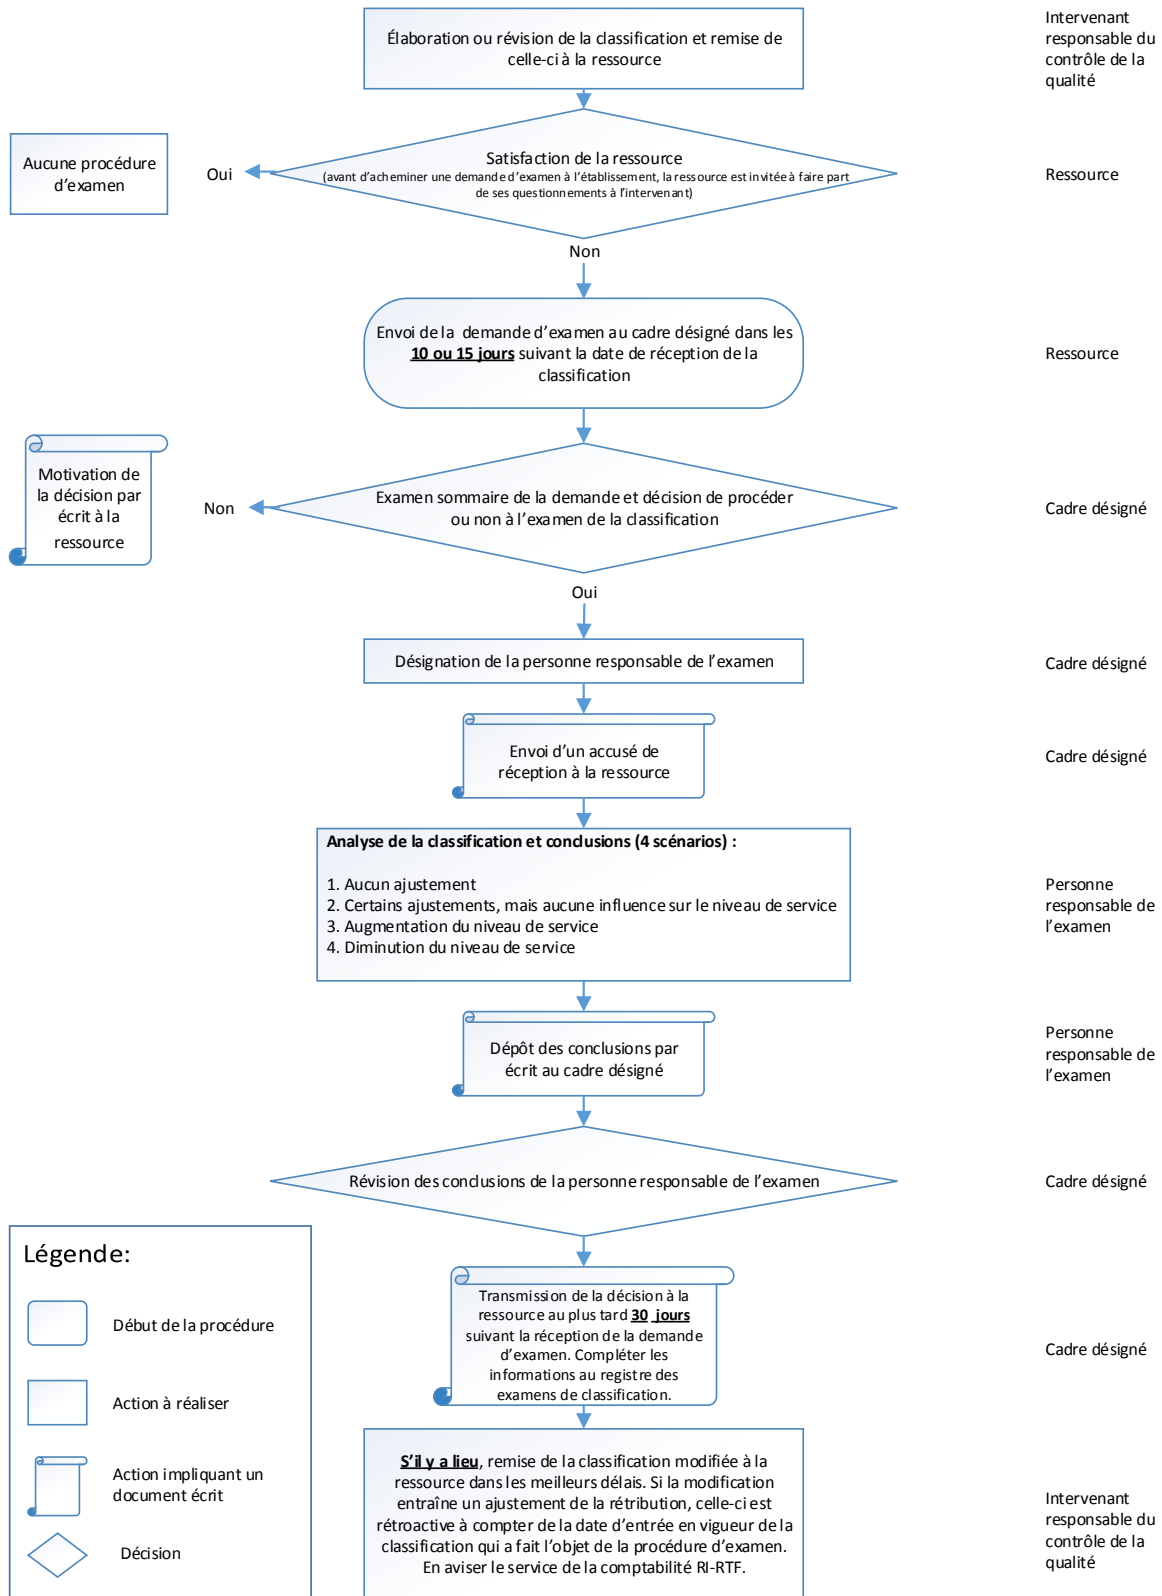 Élaboration ou révision de la classification et remise de
celle-ci à la ressource
Intervenant
responsable du
contrôle de la
qualité
Satisfaction de la ressource
(avant d'acheminer une demande d'examen à l'établissement, la ressource est invitée à faire part
de ses questionnements à l'intervenant)
Oui
Aucune procédure
d'examen
Ressource
Non
Envoi de la demande d'examen au cadre désigné dans les
10 ou 15 jours suivant la date de réception de la
classification
Ressource
Examen sommaire de la demande et décision de procéder
ou non à l'examen de la classification
Non
Motivation de
la décision par
écrit à la
ressource
Cadre désigné
Oui
Désignation de la personne responsable de l'examen
Cadre désigné
Envoi d'un accusé de
réception à la ressource
Cadre désigné
Analyse de la classification et conclusions (4 scénarios) :
1. Aucun ajustement
2. Certains ajustements, mais aucune influence sur le niveau de service
3. Augmentation du niveau de service
4. Diminution du niveau de service
Personne
responsable de
l'examen
Dépôt des conclusions par
écrit au cadre désigné
Personne
responsable de
l'examen
Révision des conclusions de la personne responsable de l'examen
Cadre désigné
Transmission de la décision à la
ressource au plus tard 30 jours
suivant la réception de la demande
d'examen. Compléter les
informations au registre des
examens de classification.
Cadre désigné
S'il y a lieu, remise de la classification modifiée à la
ressource dans les meilleurs délais. Si la modification
entraîne un ajustement de la rétribution, celle-ci est
rétroactive à compter de la date d'entrée en vigueur de la
classification qui a fait l'objet de la procédure d'examen.
En aviser le service de la comptabilité RI-RTF.
Intervenant
responsable du
contrôle de la
qualité
Légende:
Début de la procédure
Action à réaliser
Action impliquant un
document écrit
Décision